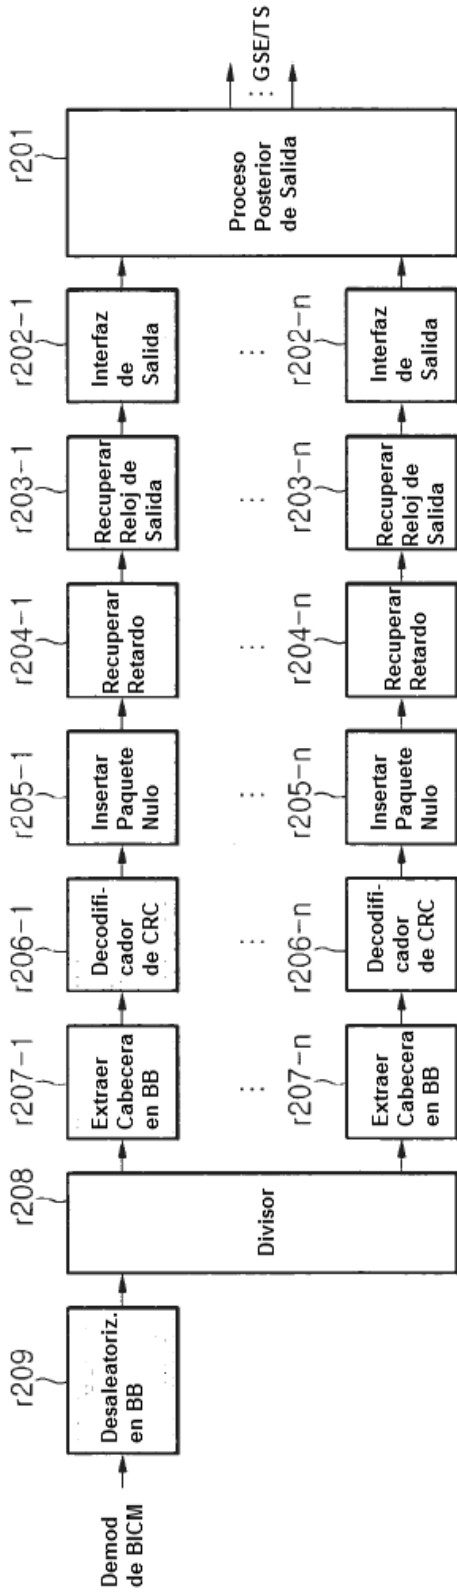 Demod
de BICM
r209
Desaleatoriz.
en BB
r208
Divisor
r207-1
Extraer
Cabecera
en BB
r206-1
Decodifi-
cador
de CRC
r205-1
Insertar
Paquete
Nulo
r204-1
Recuperar
Retardo
r203-1
Recuperar
Reloj de
Salida
r202-1
Interfaz
de
Salida
r201
Proceso
Posterior
de Salida
GSE/TS
r207-n
Extraer
Cabecera
en BB
r206-n
Decodifi-
cador
de CRC
r205-n
Insertar
Paquete
Nulo
r204-n
Recuperar
Retardo
r203-n
Recuperar
Reloj de
Salida
r202-n
Interfaz
de
Salida